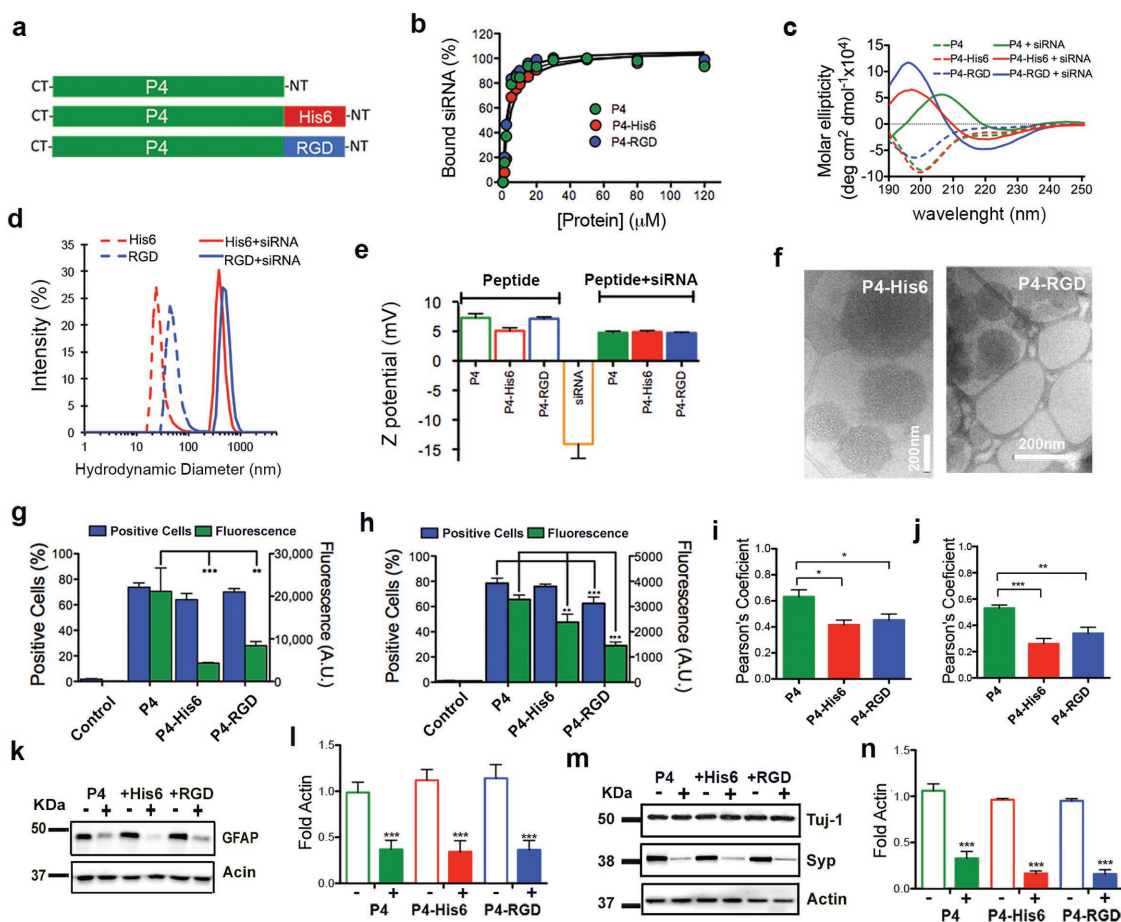 a
CT- P4 -NT
CT- P4 His6 -NT
CT- P4 RGD -NT
b
Bound siRNA (%)
120
100
80
60
40
20
0
P4
P4-His6
P4-RGD
0 20 40 60 80 100 120
[Protein] (µM)
c
P4 P4 + siRNA
P4-His6 P4-His6 + siRNA
P4-RGD P4-RGD + siRNA
Molar ellipticity
(deg cm2 dmol-1x104)
15
10
5
0
-5
-10
190 200 210 220 230 240 250
wavelenght (nm)
d
His6 His6+siRNA
RGD RGD+siRNA
Intensity (%)
35
30
25
20
15
10
5
0
1 10 100 1000
Hydrodynamic Diameter (nm)
e
Peptide Peptide+siRNA
Z potential (mV)
10
5
0
-5
-10
-15
P4 P4-His6 P4-RGD siRNA P4 P4-His6 P4-RGD
f
P4-His6 P4-RGD
200nm 200nm
g
Positive Cells Fluorescence
Positive Cells (%)
100
80
60
40
20
0
*** **
30,000
20,000
10,000
0
Fluorescence (A.U.)
Control P4 P4-His6 P4-RGD
h
Positive Cells Fluorescence
Positive Cells (%)
100
80
60
40
20
0
** *** ***
5000
4000
3000
2000
1000
0
Fluorescence (A.U.)
Control P4 P4-His6 P4-RGD
i
Pearson's Coeficient
1.0
0.8
0.6
0.4
0.2
0.0
*
*
P4 P4-His6 P4-RGD
j
Pearson's Coeficient
1.0
0.8
0.6
0.4
0.2
0.0
**
***
P4 P4-His6 P4-RGD
k
P4 +His6 +RGD
KDa - + - + - +
50 GFAP
37 Acin
l
Fold Actin
1.5
1.0
0.5
0.0
*** *** ***
- + - + - +
P4 P4-His6 P4-RGD
m
P4 +His6 +RGD
KDa - + - + - +
50 Tuj-1
38 Syp
37 Actin
n
Fold Actin
1.5
1.0
0.5
0.0
*** *** ***
- + - + - +
P4 P4-His6 P4-RGD